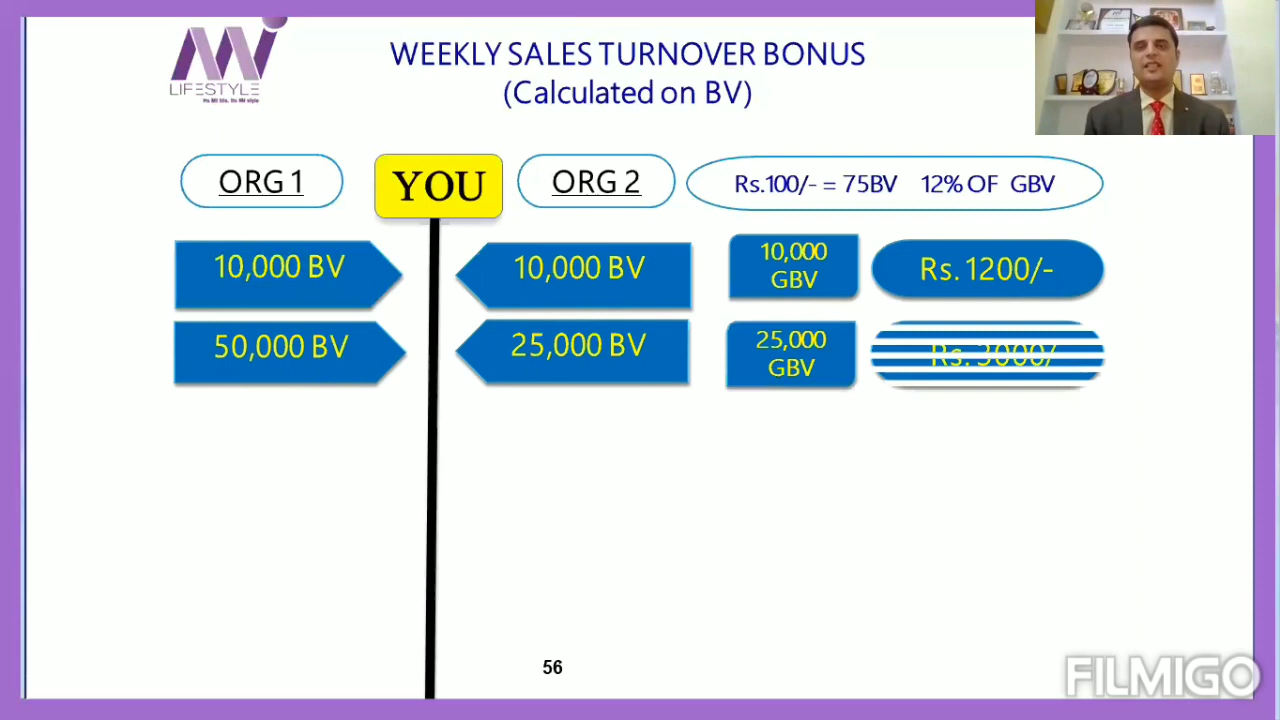 Mi
LIFESTYLE
WEEKLY SALES TURNOVER BONUS
(Calculated on BV)
ORG 1
YOU
ORG 2
Rs.100/- = 75BV 12% OF GBV
10,000 BV
10,000 BV
10,000
GBV
Rs. 1200/-
50,000 BV
25,000 BV
25,000
GBV
Rs. 3000/
56
FILMIGO